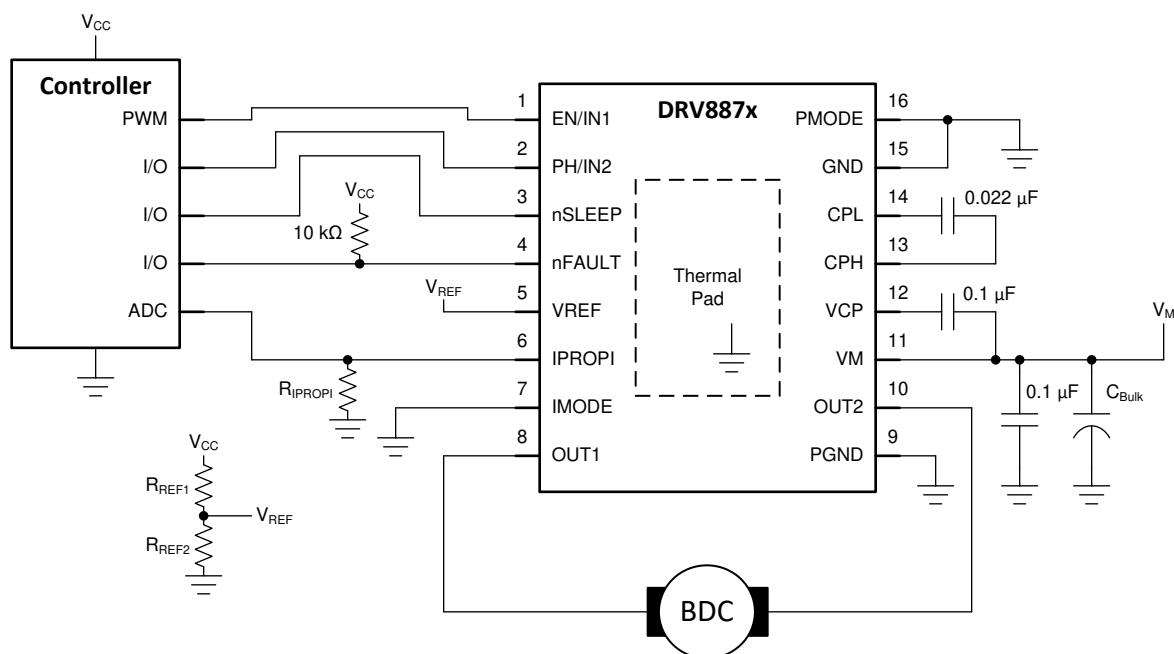 VCC
Controller
PWM
I/O
I/O
I/O
ADC
VCC
10 kΩ
VREF
RIPROPI
VCC
RREF1
VREF
RREF2
DRV887x
1
EN/IN1
2
PH/IN2
3
nSLEEP
4
nFAULT
5
VREF
6
IPROPI
7
IMODE
8
OUT1
Thermal
Pad
16
PMODE
15
GND
14
CPL
13
CPH
12
VCP
11
VM
10
OUT2
9
PGND
0.022 µF
0.1 µF
VM
0.1 µF
CBulk
BDC